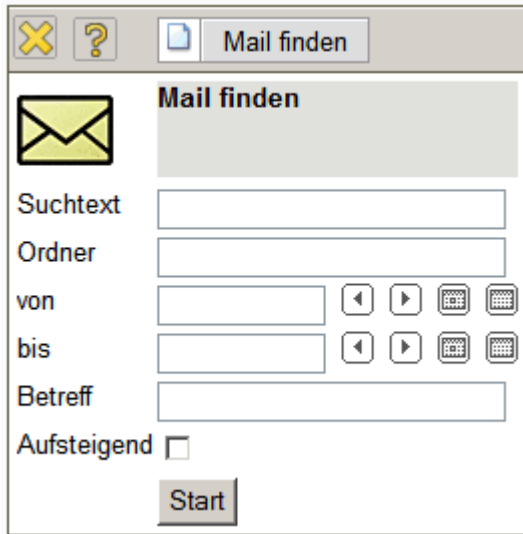 Mail finden
Mail finden
Suchtext
Ordner
von
bis
Betreff
Aufsteigend
Start